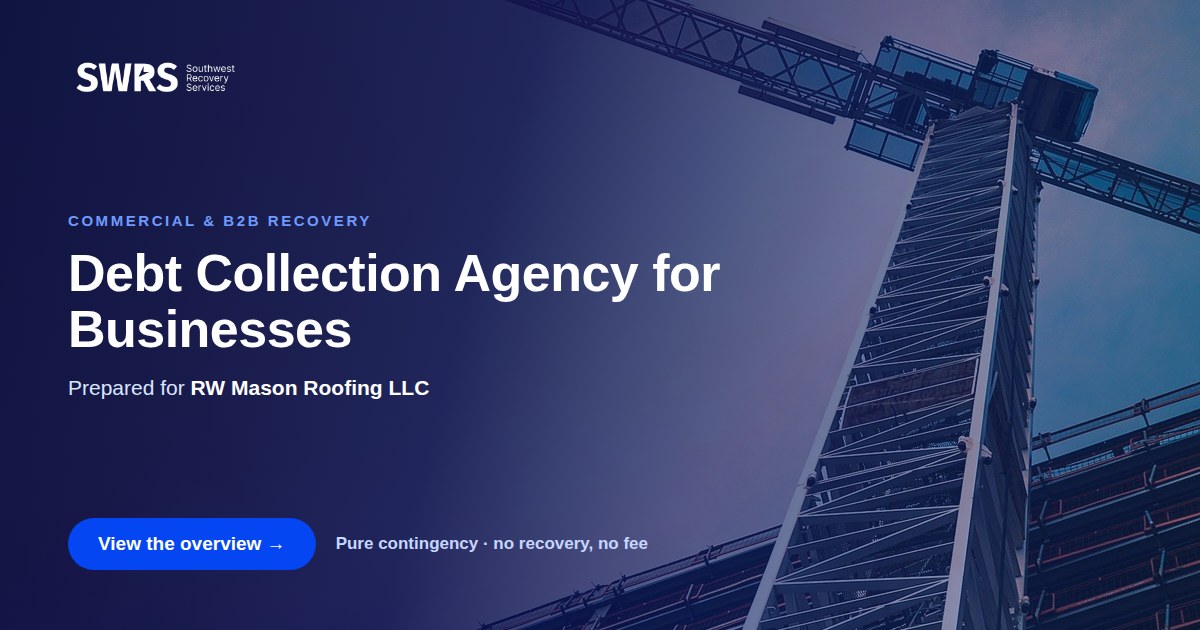 SWRS
Southwest
Recovery
Services
COMMERCIAL & B2B RECOVERY
Debt Collection Agency for
Businesses
Prepared for RW Mason Roofing LLC
View the overview →
Pure contingency · no recovery, no fee